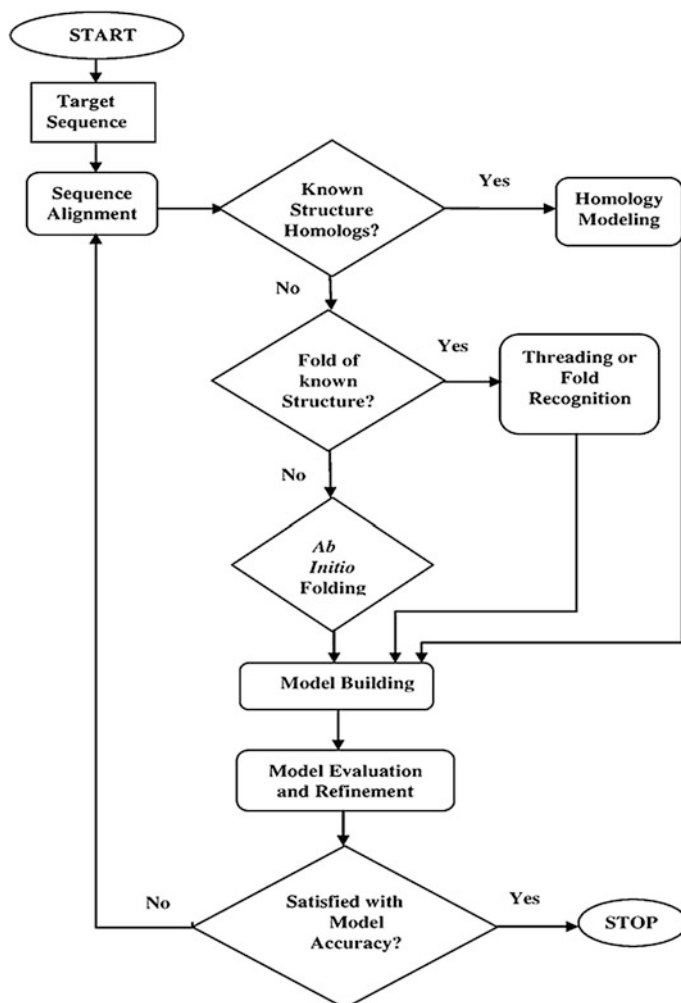 START
Target
Sequence
Sequence
Alignment
Known
Structure
Homologs?
Yes
Homology
Modeling
No
Fold of
known
Structure?
Yes
Threading or
Fold
Recognition
No
Ab
Initio
Folding
Model Building
Model Evaluation
and Refinement
No
Satisfied with
Model
Accuracy?
Yes
STOP